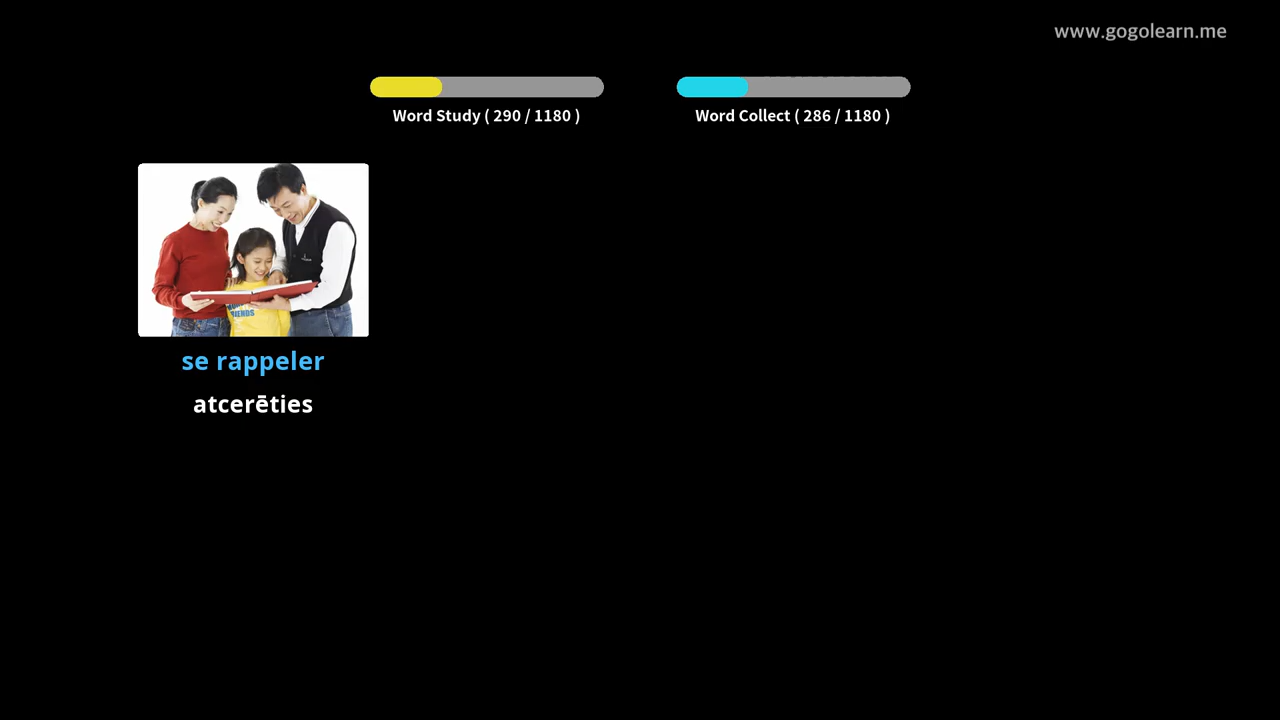 www.gogolearn.me
Word Study ( 290 / 1180 )
Word Collect ( 286 / 1180 )
se rappeler
atcerēties